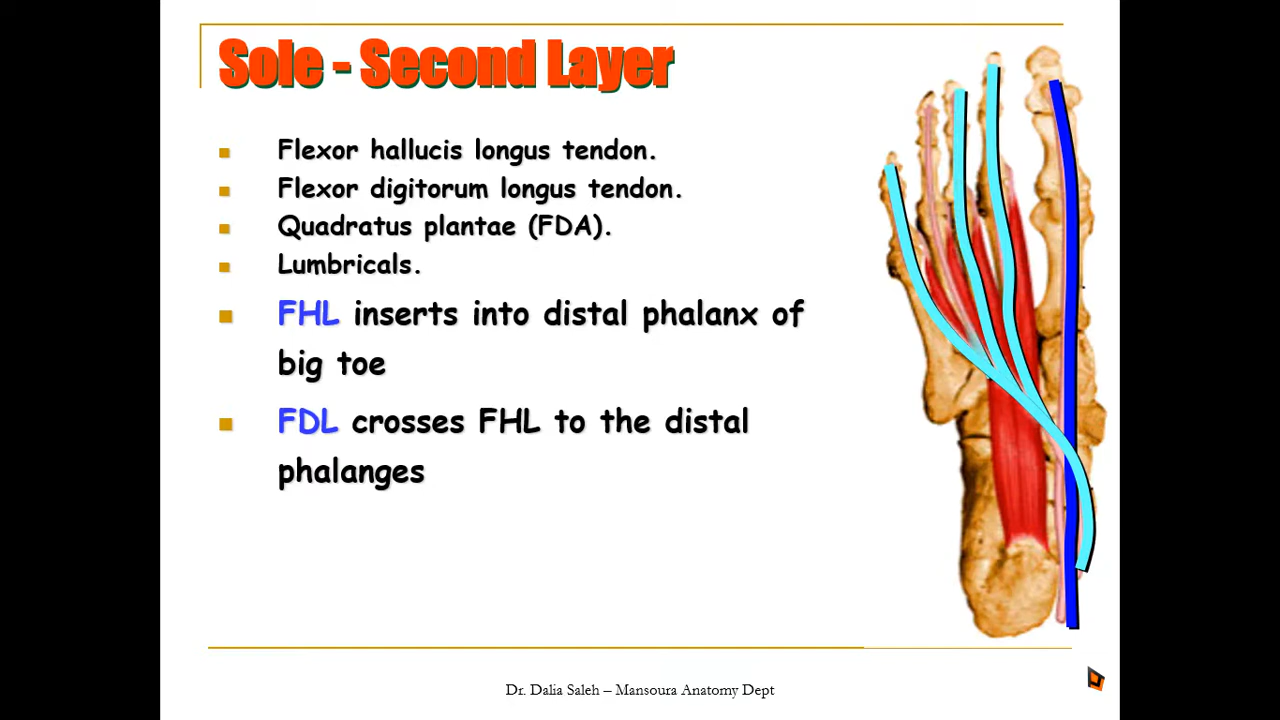 Sole - Second Layer
Flexor hallucis longus tendon.
Flexor digitorum longus tendon.
Quadratus plantae (FDA).
Lumbricals.
FHL inserts into distal phalanx of
big toe
FDL crosses FHL to the distal
phalanges
Dr. Dalia Saleh – Mansoura Anatomy Dept